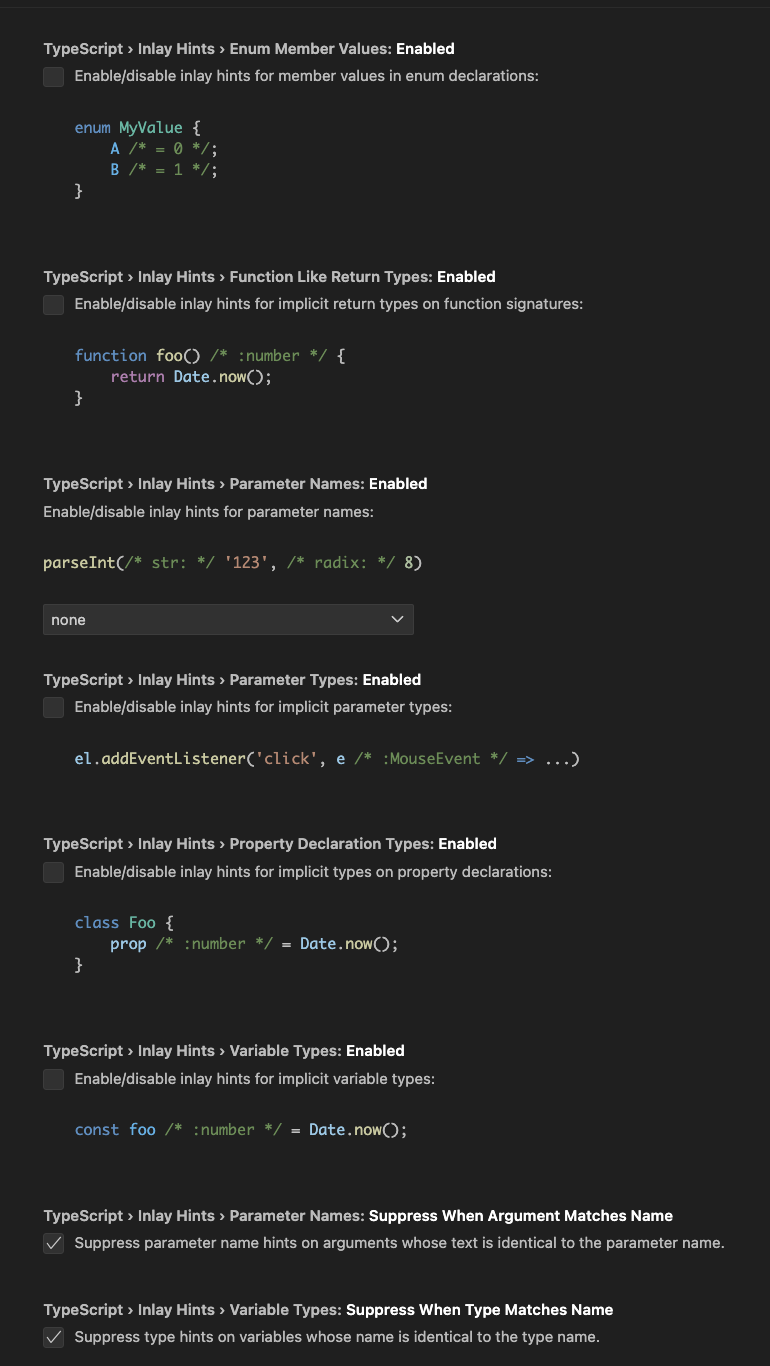 TypeScript › Inlay Hints › Enum Member Values: Enabled
Enable/disable inlay hints for member values in enum declarations:
enum MyValue {
    A /* = 0 */;
    B /* = 1 */;
}
TypeScript › Inlay Hints › Function Like Return Types: Enabled
Enable/disable inlay hints for implicit return types on function signatures:
function foo() /* :number */ {
    return Date.now();
}
TypeScript › Inlay Hints › Parameter Names: Enabled
Enable/disable inlay hints for parameter names:
parseInt(/* str: */ '123', /* radix: */ 8)
none
TypeScript › Inlay Hints › Parameter Types: Enabled
Enable/disable inlay hints for implicit parameter types:
el.addEventListener('click', e /* :MouseEvent */ => ...)
TypeScript › Inlay Hints › Property Declaration Types: Enabled
Enable/disable inlay hints for implicit types on property declarations:
class Foo {
    prop /* :number */ = Date.now();
}
TypeScript › Inlay Hints › Variable Types: Enabled
Enable/disable inlay hints for implicit variable types:
const foo /* :number */ = Date.now();
TypeScript › Inlay Hints › Parameter Names: Suppress When Argument Matches Name
Suppress parameter name hints on arguments whose text is identical to the parameter name.
TypeScript › Inlay Hints › Variable Types: Suppress When Type Matches Name
Suppress type hints on variables whose name is identical to the type name.